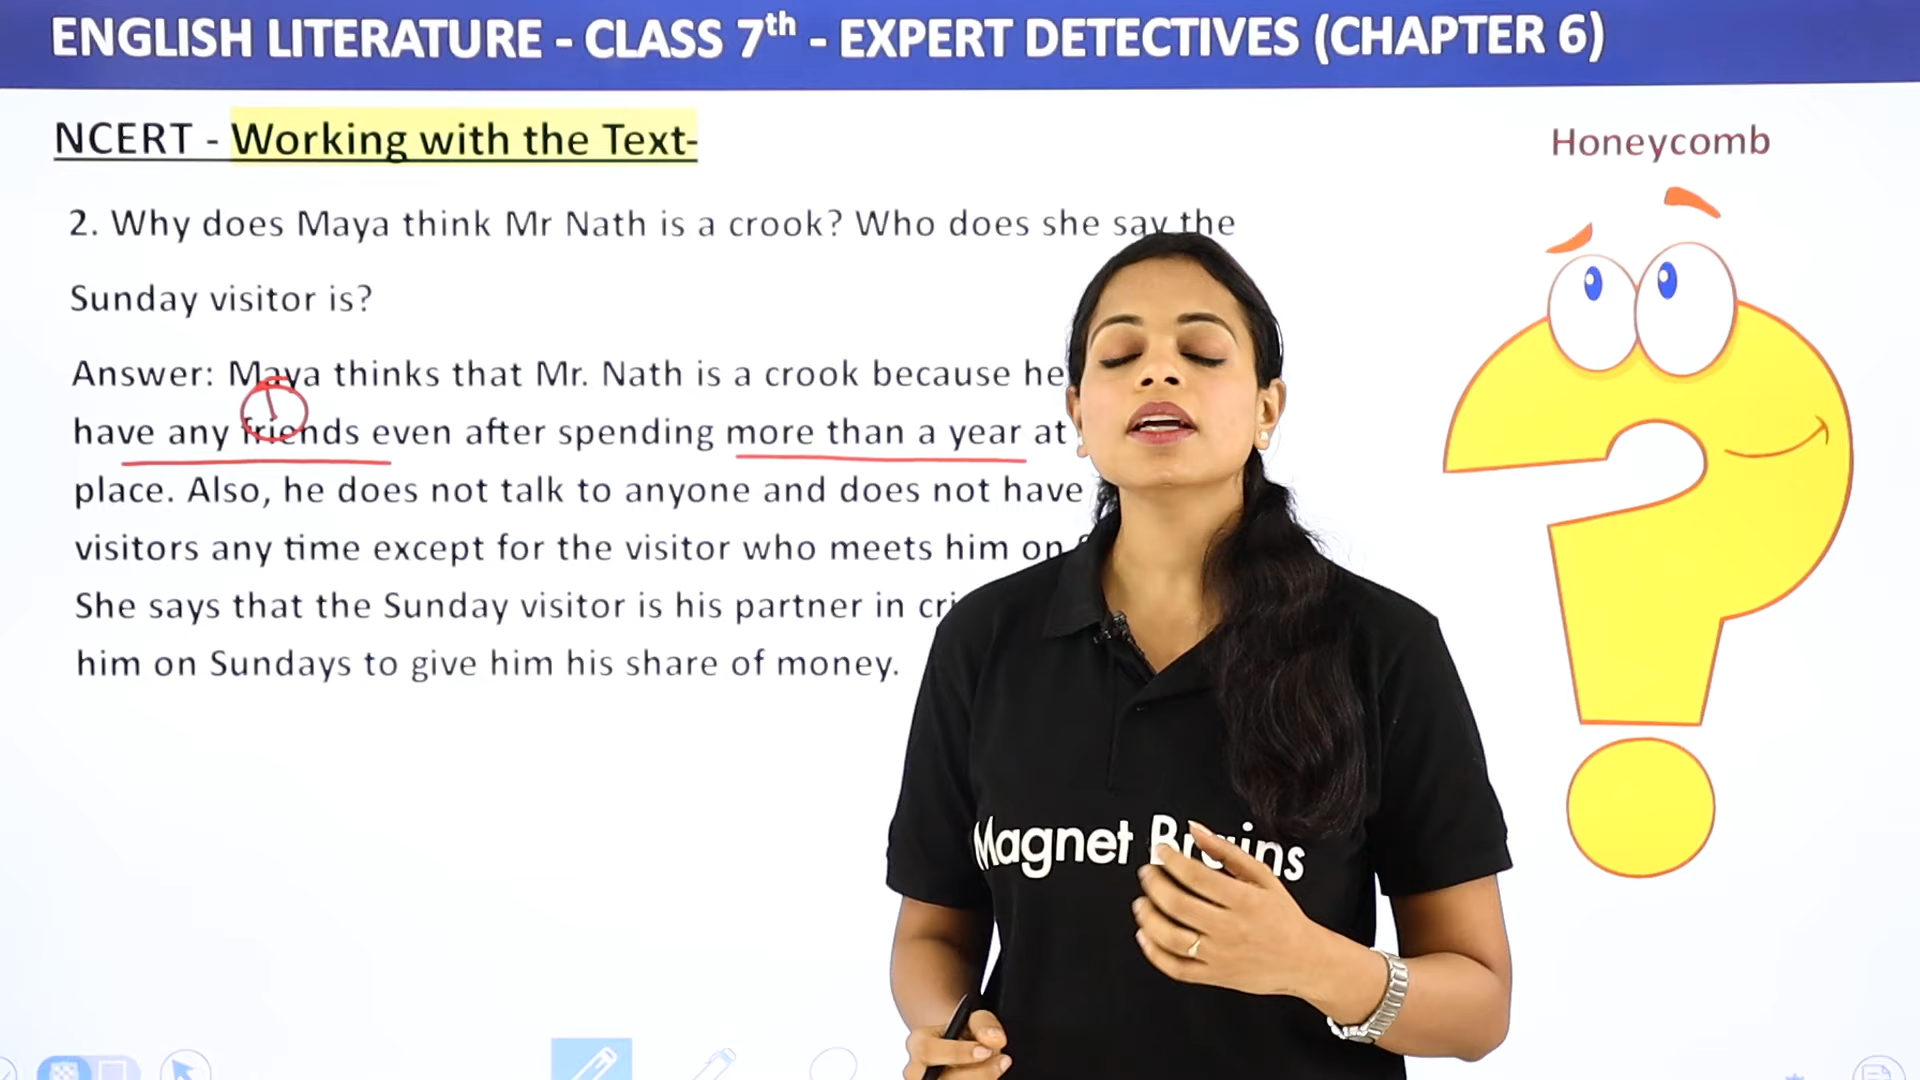 ENGLISH LITERATURE - CLASS 7th - EXPERT DETECTIVES (CHAPTER 6)
NCERT - Working with the Text-
Honeycomb
2. Why does Maya think Mr Nath is a crook? Who does she say the
Sunday visitor is?
Answer: Maya thinks that Mr. Nath is a crook because he
1
have any friends even after spending more than a year at
place. Also, he does not talk to anyone and does not have
visitors any time except for the visitor who meets him on
She says that the Sunday visitor is his partner in
him on Sundays to give him his share of money.
Magnet Brains